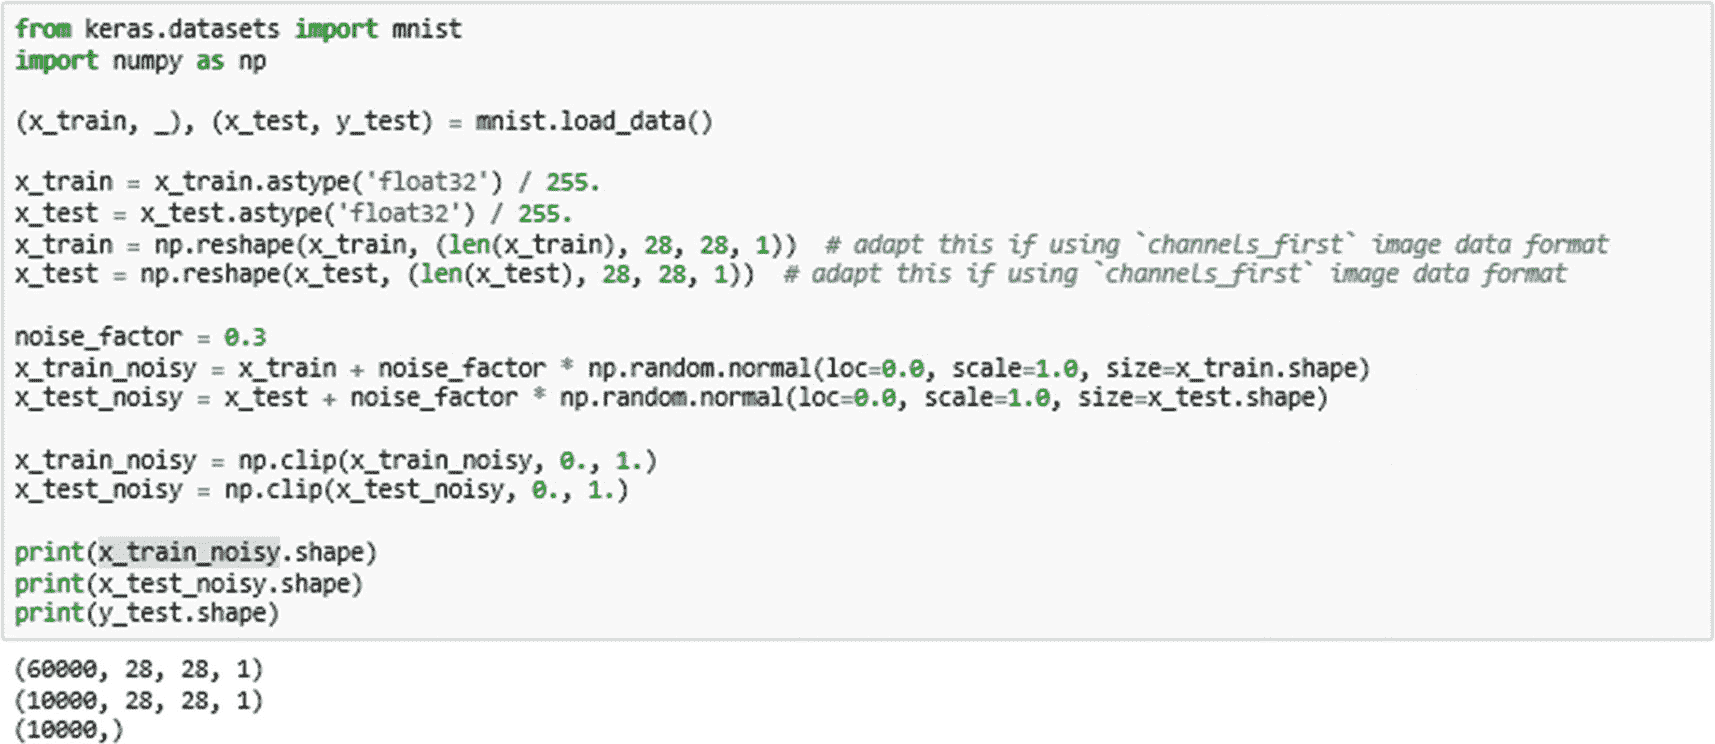 from keras.datasets import mnist
import numpy as np
(x_train, _), (x_test, y_test) = mnist.load_data()
x_train = x_train.astype('float32') / 255.
x_test = x_test.astype('float32') / 255.
x_train = np.reshape(x_train, (len(x_train), 28, 28, 1))  # adapt this if using `channels_first` image data format
x_test = np.reshape(x_test, (len(x_test), 28, 28, 1))  # adapt this if using `channels_first` image data format
noise_factor = 0.3
x_train_noisy = x_train + noise_factor * np.random.normal(loc=0.0, scale=1.0, size=x_train.shape)
x_test_noisy = x_test + noise_factor * np.random.normal(loc=0.0, scale=1.0, size=x_test.shape)
x_train_noisy = np.clip(x_train_noisy, 0., 1.)
x_test_noisy = np.clip(x_test_noisy, 0., 1.)
print(x_train_noisy.shape)
print(x_test_noisy.shape)
print(y_test.shape)
(60000, 28, 28, 1)
(10000, 28, 28, 1)
(10000,)